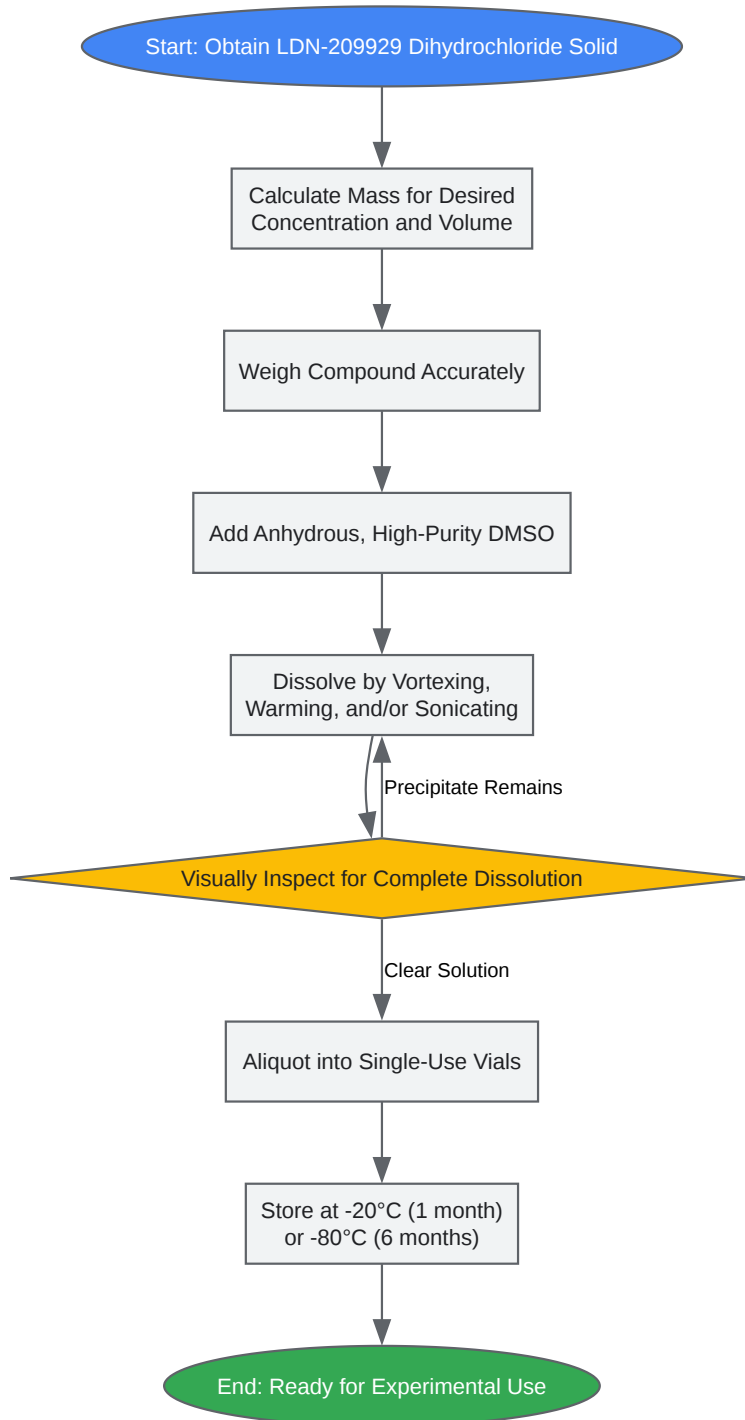 Start: Obtain LDN-209929 Dihydrochloride Solid
Calculate Mass for Desired
Concentration and Volume
Weigh Compound Accurately
Add Anhydrous, High-Purity DMSO
Dissolve by Vortexing,
Warming, and/or Sonicating
Precipitate Remains
Visually Inspect for Complete Dissolution
Clear Solution
Aliquot into Single-Use Vials
Store at -20°C (1 month)
or -80°C (6 months)
End: Ready for Experimental Use